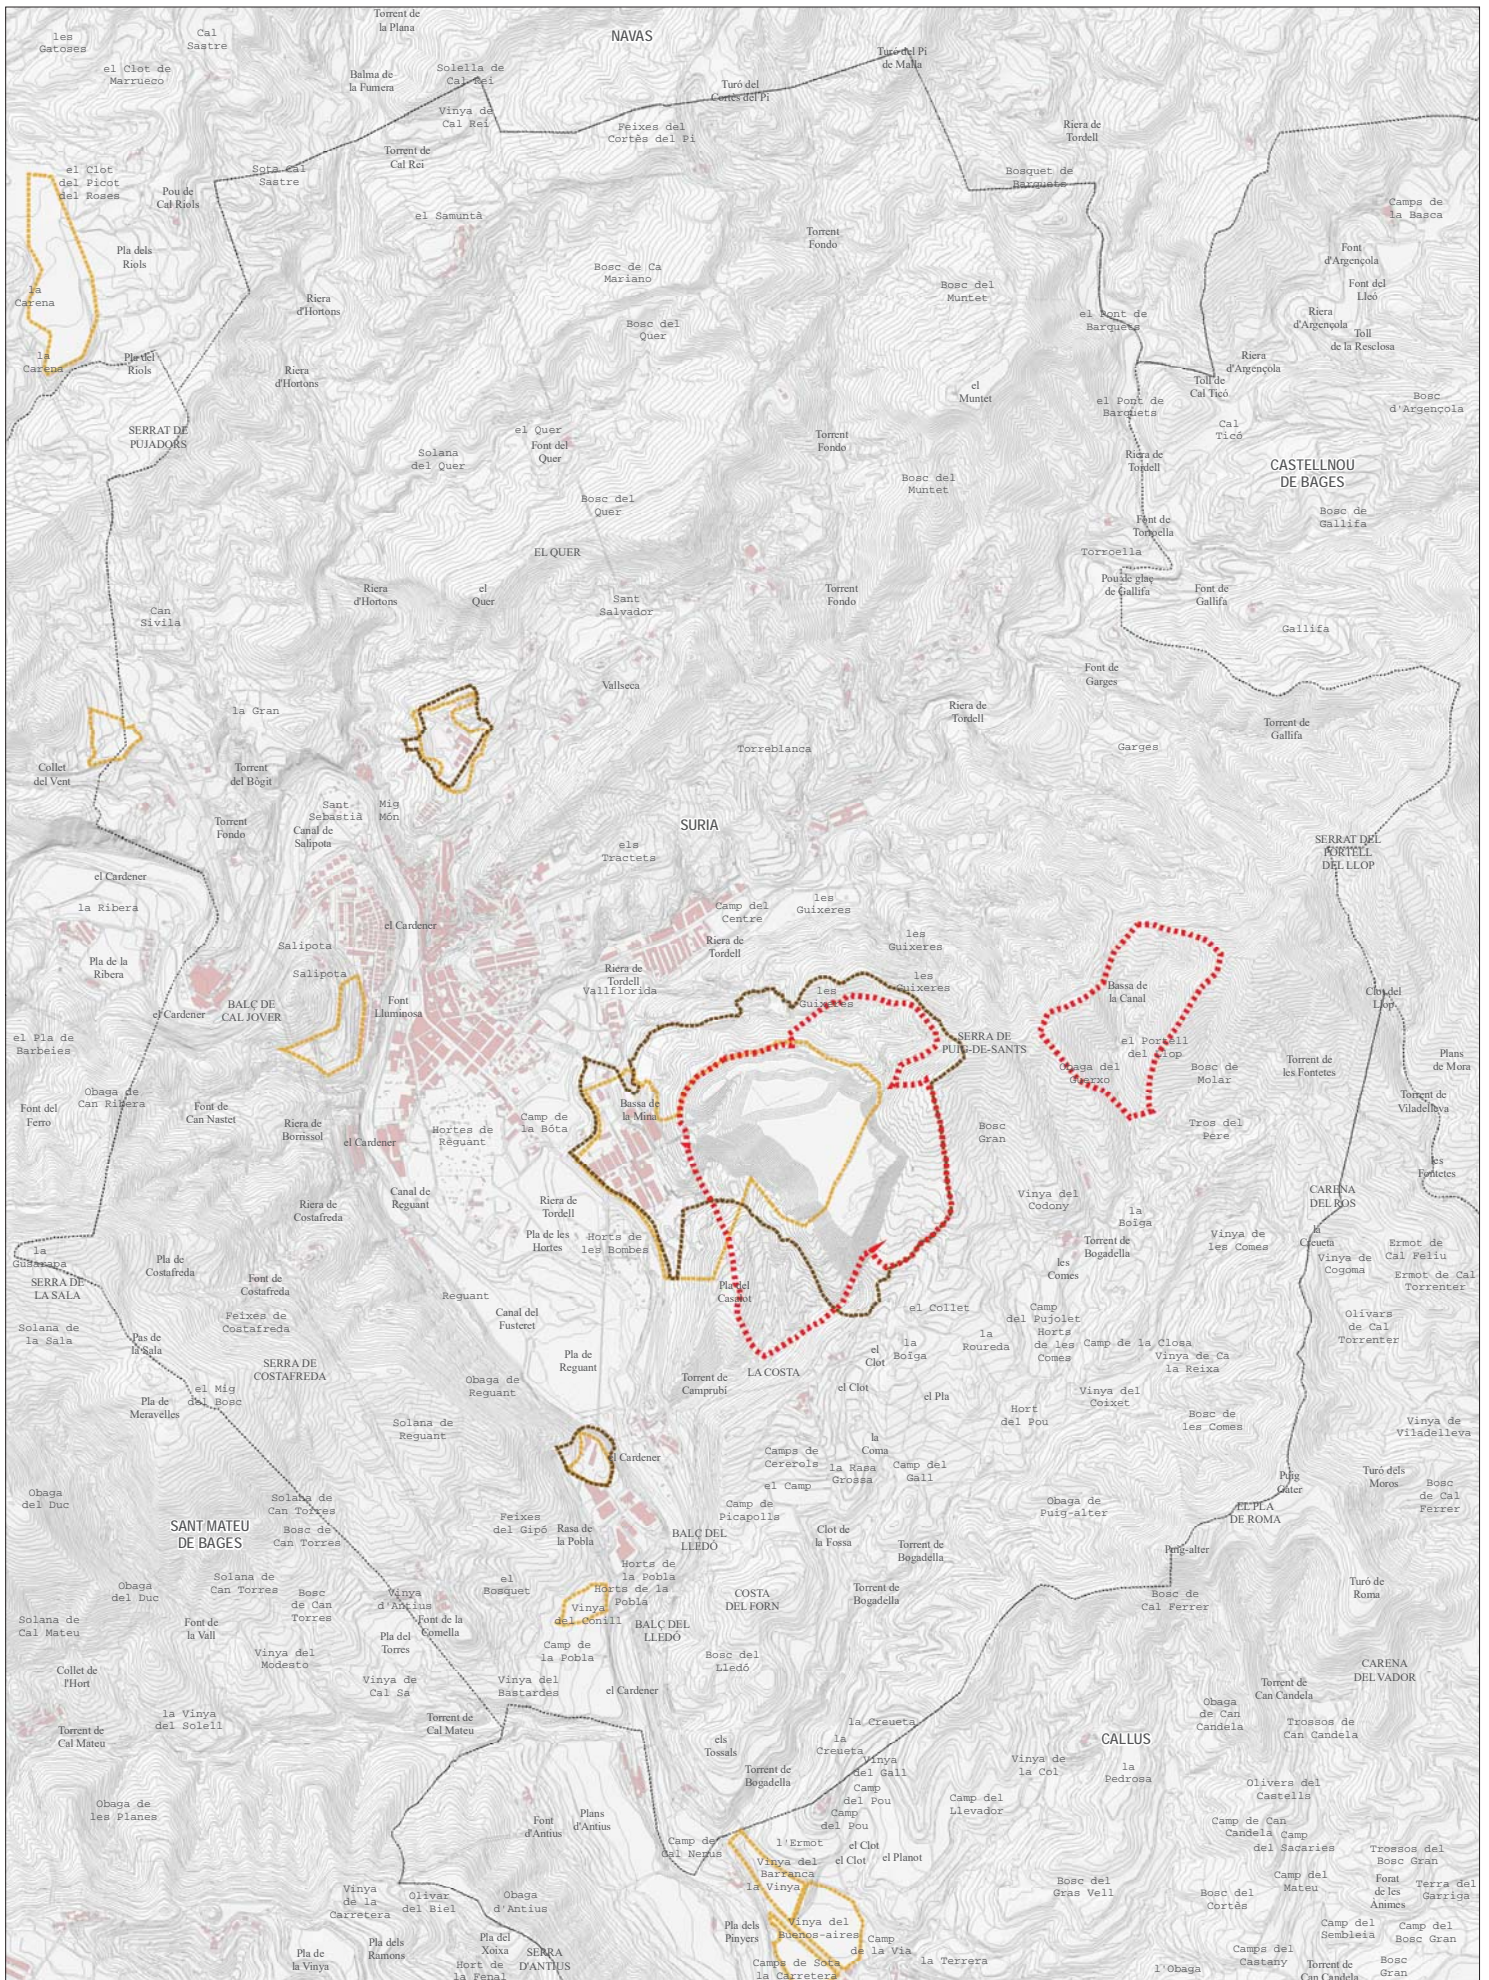 Torrent de
la Plana
les
Gatoses
Cal
Sastre
NAVAS
Turó del Pi
de Malla
el Clot de
Marrueco
Balma de
la Fumera
Solella de
Cal Rei
Turó del
Cortès del Pi
Vinya de
Cal Rei
Feixes del
Cortès del Pi
Riera de
Tordell
Torrent de
Cal Rei
el Clot
del Picot
del Roses
Sota Cal
Sastre
Bosquet de
Barquets
Pou de
Cal Riols
Camps de
la Basca
el Samuntà
Torrent
Fondo
Pla dels
Riols
Font
d'Argençola
Bosc de Ca
Mariano
Bosc del
Muntet
Font del
Lleó
la
Carena
Riera
d'Hortons
Bosc del
Quer
el Pont de
Barquets
Riera
d'Argençola
Toll
de la Resclosa
la
Carena
Pla del
Riols
Riera
d'Hortons
Riera
d'Argençola
el
Muntet
Toll de
Cal Ticó
el Pont de
Barquets
Bosc
d'Argençola
SERRAT DE
PUJADORS
el Quer
Font del
Quer
Torrent
Fondo
Cal
Ticó
Solana
del Quer
Riera de
Tordell
CASTELLNOU
DE BAGES
Bosc del
Muntet
Bosc del
Quer
Bosc de
Gallifa
Font de
Torroella
EL QUER
Torroella
Riera
d'Hortons
el
Quer
Sant
Salvador
Torrent
Fondo
Pou de glaç
de Gallifa
Font de
Gallifa
Can
Sivila
Gallifa
Vallseca
Font de
Garges
la Gran
Riera de
Tordell
Torrent de
Gallifa
Torreblanca
Garges
Collet
del Vent
Torrent
del Bògit
Sant
Sebastià
Mig
Món
Torrent
Fondo
Canal de
Salipota
SURIA
els
Tractets
SERRAT DEL
PORTELL
DEL LLOP
el Cardener
la Ribera
Camp del
Centre
les
Guixeres
el Cardener
Salipota
Riera de
Tordell
les
Guixeres
Pla de la
Ribera
Salipota
Riera de
Tordell
Vallflorida
les
Guixeres
les
Guixeres
Bassa de
la Canal
Clot del
Llop
el Cardener
BALÇ DE
CAL JOVER
Font
Lluminosa
el Pla de
Barbeies
SERRA DE
PUIG-DE-SANTS
el Portell
del Llop
Obaga del
Guerxo
Bosc de
Molar
Torrent de
les Fontetes
Plans
de Mora
Obaga de
Can Ribera
Font del
Ferro
Font de
Can Nastet
Riera de
Borrissol
el Cardener
Hortes de
Règuant
Camp de
la Bóta
Bassa de
la Mina
Bosc
Gran
Tros del
Père
Torrent de
Viladelleva
les
Fontetes
Riera de
Costafreda
Canal de
Reguant
Riera de
Tordell
Vinya del
Codony
la
Boïga
CARENA
DEL ROS
Pla de les
Hortes
Horts de
les Bombes
Torrent de
Bogadella
Vinya de
les Comes
la
Creueta
Ermot de
Cal Feliu
la
Gusarapa
Pla de
Costafreda
les
Comes
Vinya de
Cogoma
SERRA DE
LA SALA
Font de
Costafreda
Pla del
Casalot
Ermot de Cal
Torrenter
Reguant
Feixes de
Costafreda
Canal del
Fusteret
el Collet
Camp
del Pujolet
Olivars
de Cal
Torrenter
Solana de
la Sala
Pas de
la Sala
la
Boïga
la
Roureda
Horts
de les
Comes
Camp de la Closa
Vinya de Ca
la Reixa
SERRA DE
COSTAFREDA
Pla de
Reguant
el
Clot
LA COSTA
Obaga de
Reguant
Torrent de
Camprubí
el Clot
el Mig
del Bosc
Pla de
Meravelles
el Pla
Vinya del
Coixet
Hort
del Pou
Bosc de
les Comes
Vinya de
Viladelleva
Solana de
Reguant
la
Coma
Camps de
Cererols
la Rasa
Grossa
Camp del
Gall
el Cardener
el Camp
Puig
Gater
Turó dels
Moros
Bosc
de Cal
Ferrer
Obaga
del Duc
Solana de
Can Torres
Camp de
Picapolls
Obaga de
Puig-alter
EL PLA
DE ROMA
SANT MATEU
DE BAGES
Bosc de
Can Torres
Feixes
del Gipó
Rasa de
la Pobla
BALÇ DEL
LLEDÓ
Clot de
la Fossa
Torrent de
Bogadella
Puig-alter
Horts de
la Pobla
Obaga
del Duc
Solana de
Can Torres
Bosc
de Can
Torres
Vinya
d'Antius
el
Bosquet
Horts de la
Pobla
COSTA
DEL FORN
Torrent de
Bogadella
Bosc de
Cal Ferrer
Turó de
Roma
Solana de
Cal Mateu
Font de
la Vall
Font de la
Comella
Vinya
del Conill
BALÇ DEL
LLEDÓ
Pla del
Torres
Camp de
la Pobla
Vinya del
Modesto
Bosc del
Lledó
CARENA
DEL VADOR
Collet de
l'Hort
Vinya de
Cal Sa
Vinya del
Bastardes
el Cardener
Torrent de
Can Candela
Obaga
de Can
Candela
la Vinya
del Solell
Torrent de
Cal Mateu
Torrent de
Cal Mateu
la Creueta
Trossos de
Can Candela
els
Tossals
la
Creueta
CALLUS
Vinya
del Gall
Vinya de
la Col
la
Pedrosa
Torrent de
Bogadella
Olivers del
Castells
Camp
del Pou
Camp del
Llevador
Obaga de
les Planes
Font
d'Antius
Plans
d'Antius
Camp
del Pou
Camp de Can
Candela
Camp
del Sacaries
Camp de
Cal Nenus
l'Ermot
el Clot
el Clot
el Planot
Trossos del
Bosc Gran
Vinya del
Barranca
la Vinya
Bosc del
Gras Vell
Camp del
Mateu
Font
de les
Ànimes
Terra del
Garriga
Vinya
de la
Carretera
Olivar
del Biel
Obaga
d'Antius
Bosc del
Cortès
Pla dels
Pinyers
Vinya del
Buenos-aires
Camp
de la Via
Camp del
Sembleia
Camp del
Bosc Gran
Pla de
la Vinya
Pla dels
Ramons
Pla del
Xoixa
SERRA
D'ANTIUS
Hort de
la Fenal
Camps de Sota
la Carretera
la Terrera
l'Obaga
Camps del
Castany
Torrent de
Can Candela
Bosc
Gran